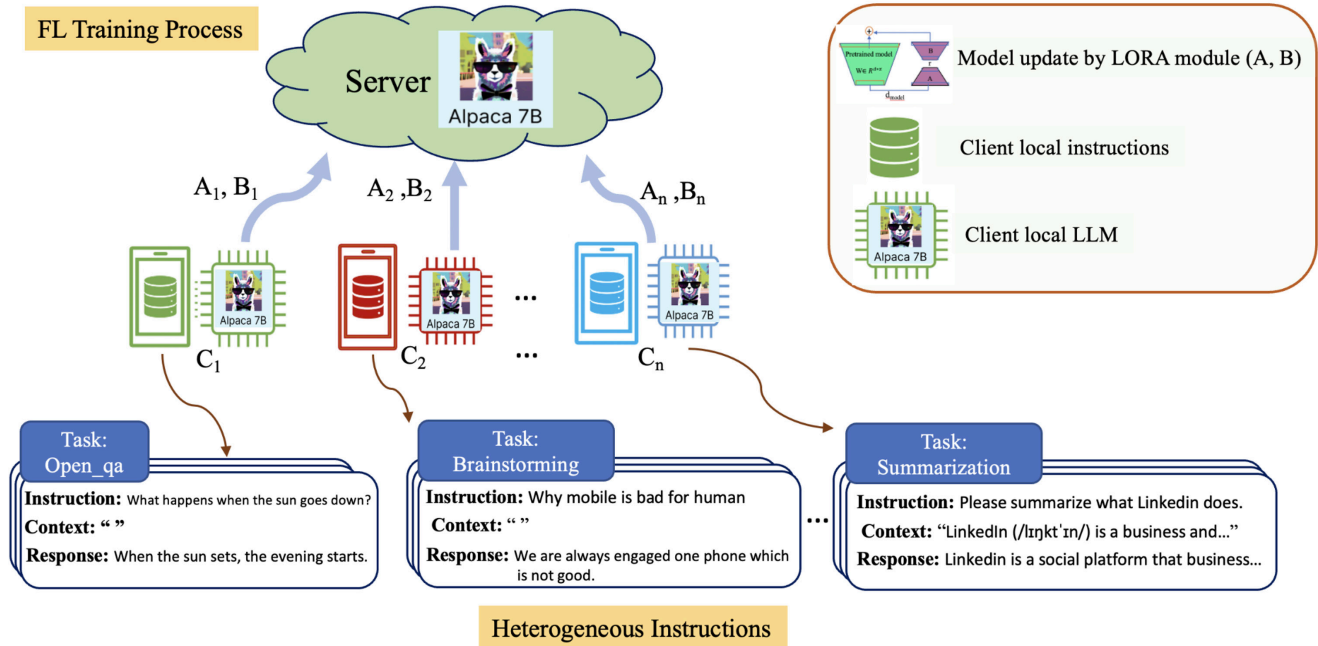 FL Training Process
Server
Alpaca 7B
Pretrained model
B
r
A
d_model
Model update by LORA module (A, B)
Client local instructions
Alpaca 7B
Client local LLM
A₁, B₁
A₂ ,B₂
Aₙ ,Bₙ
Alpaca 7B
Alpaca 7B
...
Alpaca 7B
C₁
C₂
...
Cₙ
Task:
Open_qa
Instruction: What happens when the sun goes down?
Context: “ ”
Response: When the sun sets, the evening starts.
Task:
Brainstorming
Instruction: Why mobile is bad for human
Context: “ ”
Response: We are always engaged one phone which
is not good.
...
Task:
Summarization
Instruction: Please summarize what Linkedin does.
Context: “LinkedIn (/lɪŋktˈɪn/) is a business and...”
Response: Linkedin is a social platform that business...
Heterogeneous Instructions